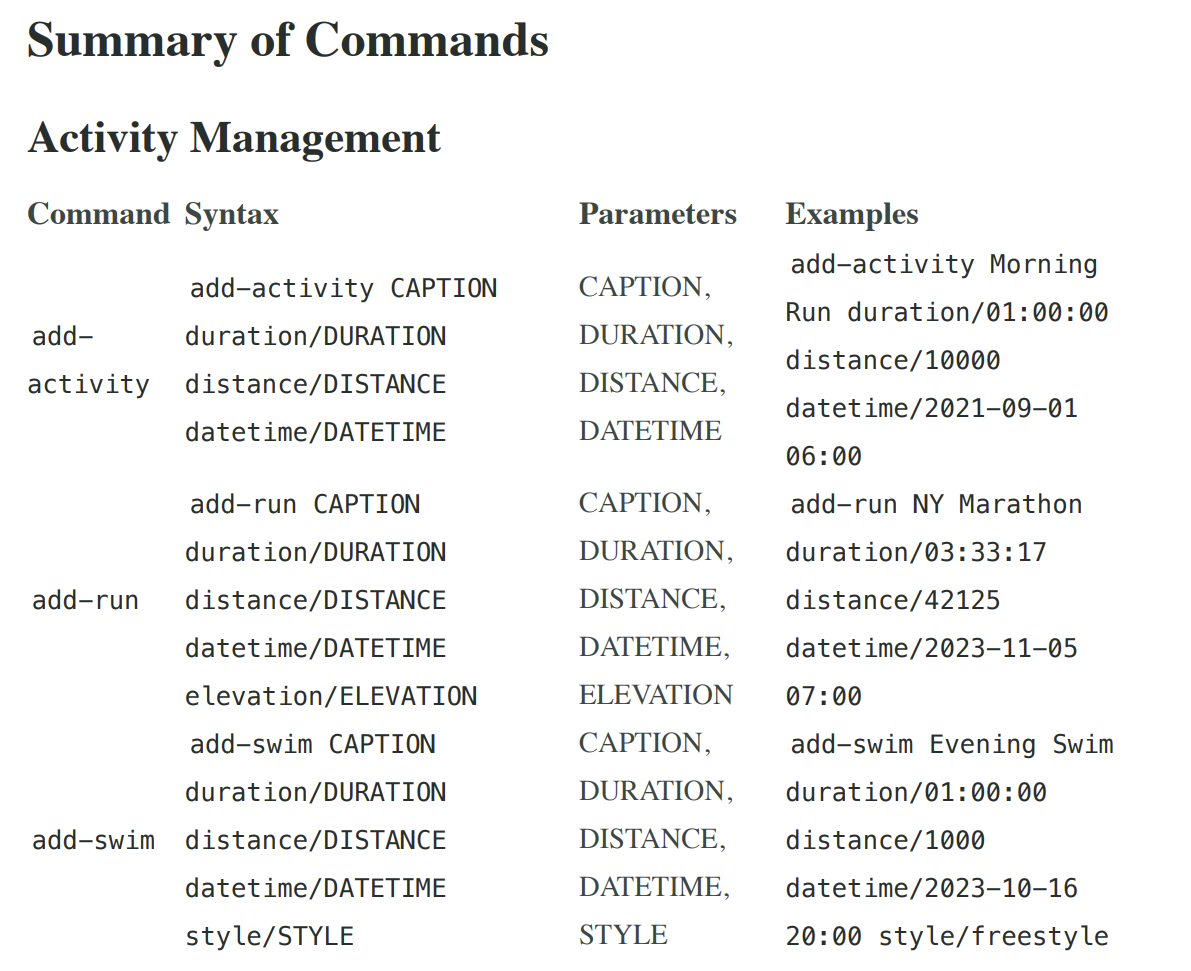 Summary of Commands
Activity Management
Command Syntax Parameters Examples
add-activity CAPTION
duration/DURATION
distance/DISTANCE
datetime/DATETIME
add-
activity
CAPTION,
DURATION,
DISTANCE,
DATETIME
add-activity Morning
Run duration/01:00:00
distance/10000
datetime/2021-09-01
06:00
add-run
add-run CAPTION
duration/DURATION
distance/DISTANCE
datetime/DATETIME
elevation/ELEVATION
CAPTION,
DURATION,
DISTANCE,
DATETIME,
ELEVATION
add-run NY Marathon
duration/03:33:17
distance/42125
datetime/2023-11-05
07:00
add-swim
add-swim CAPTION
duration/DURATION
distance/DISTANCE
datetime/DATETIME
style/STYLE
CAPTION,
DURATION,
DISTANCE,
DATETIME,
STYLE
add-swim Evening Swim
duration/01:00:00
distance/1000
datetime/2023-10-16
20:00 style/freestyle